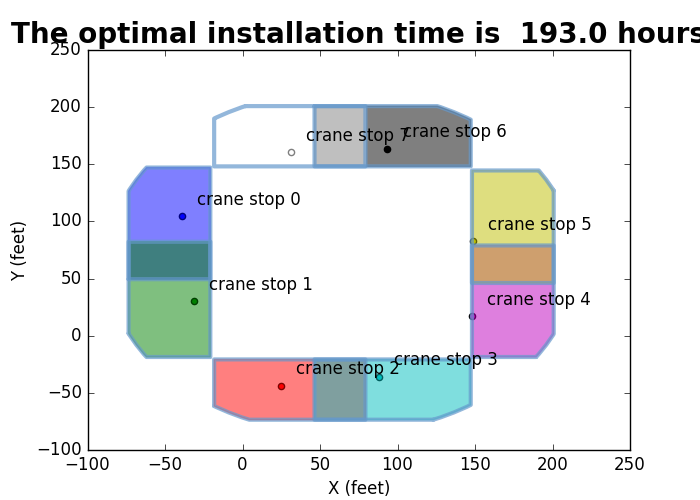 The optimal installation time is  193.0 hours
250
200
150
100
50
0
−50
−100
Y (feet)
crane stop 7
crane stop 6
crane stop 0
crane stop 5
crane stop 1
crane stop 4
crane stop 3
crane stop 2
−100
−50
0
50
100
150
200
250
X (feet)